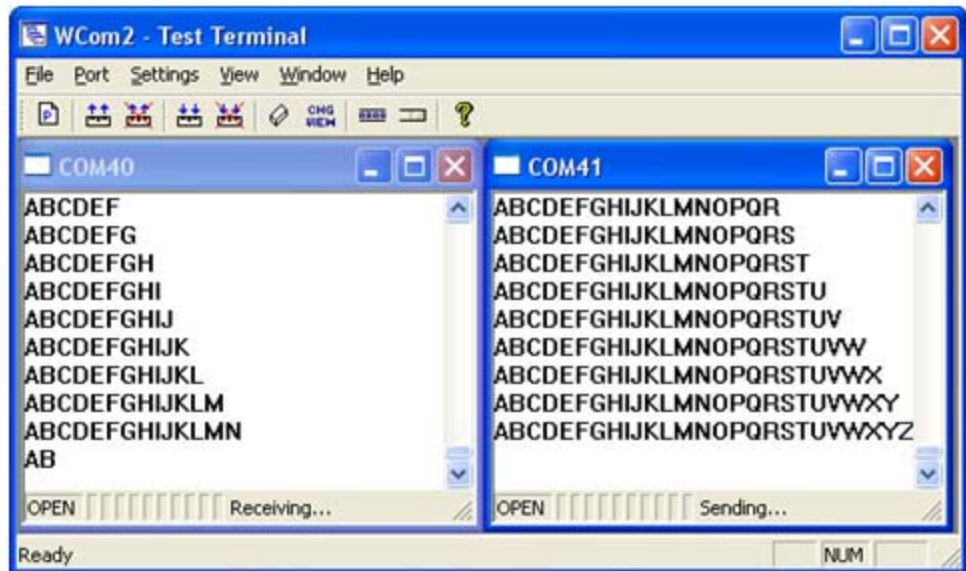 WCom2 - Test Terminal
File Port Settings View Window Help
P CHG VIEW ?
COM40
ABCDEF
ABCDEFG
ABCDEFGH
ABCDEFGHI
ABCDEFGHIJ
ABCDEFGHIJK
ABCDEFGHIJKL
ABCDEFGHIJKLM
ABCDEFGHIJKLMN
AB
OPEN Receiving...
COM41
ABCDEFGHIJKLMNOPQR
ABCDEFGHIJKLMNOPQRS
ABCDEFGHIJKLMNOPQRST
ABCDEFGHIJKLMNOPQRSTU
ABCDEFGHIJKLMNOPQRSTUV
ABCDEFGHIJKLMNOPQRSTUVW
ABCDEFGHIJKLMNOPQRSTUVWX
ABCDEFGHIJKLMNOPQRSTUVWXY
ABCDEFGHIJKLMNOPQRSTUVWXYZ
OPEN Sending...
Ready NUM